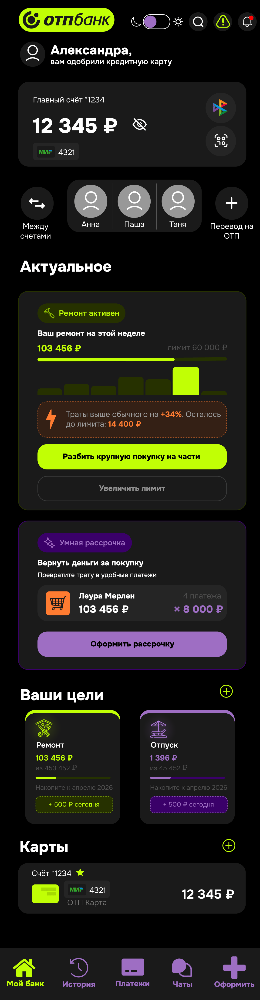 отпбанк
Александра,
вам одобрили кредитную карту
Главный счёт *1234
12 345 ₽
МИР 4321
Анна
Паша
Таня
Между
счетами
Перевод на
ОТП
Актуальное
Ремонт активен
Ваш ремонт на этой неделе
103 456 ₽
лимит 60 000 ₽
Траты выше обычного на +34%. Осталось
до лимита: 14 400 ₽
Разбить крупную покупку на части
Увеличить лимит
Умная рассрочка
Вернуть деньги за покупку
Превратите трату в удобные платежи
Леура Мерлен
4 платежа
103 456 ₽
× 8 000 ₽
Оформить рассрочку
Ваши цели
Ремонт
103 456 ₽
из 453 452 ₽
Накопите к апрелю 2026
+ 500 ₽ сегодня
Отпуск
1 396 ₽
из 45 452 ₽
Накопите к апрелю 2026
+ 500 ₽ сегодня
Карты
Счёт *1234
МИР 4321
ОТП Карта
12 345 ₽
Мой банк
История
Платежи
Чаты
Оформить